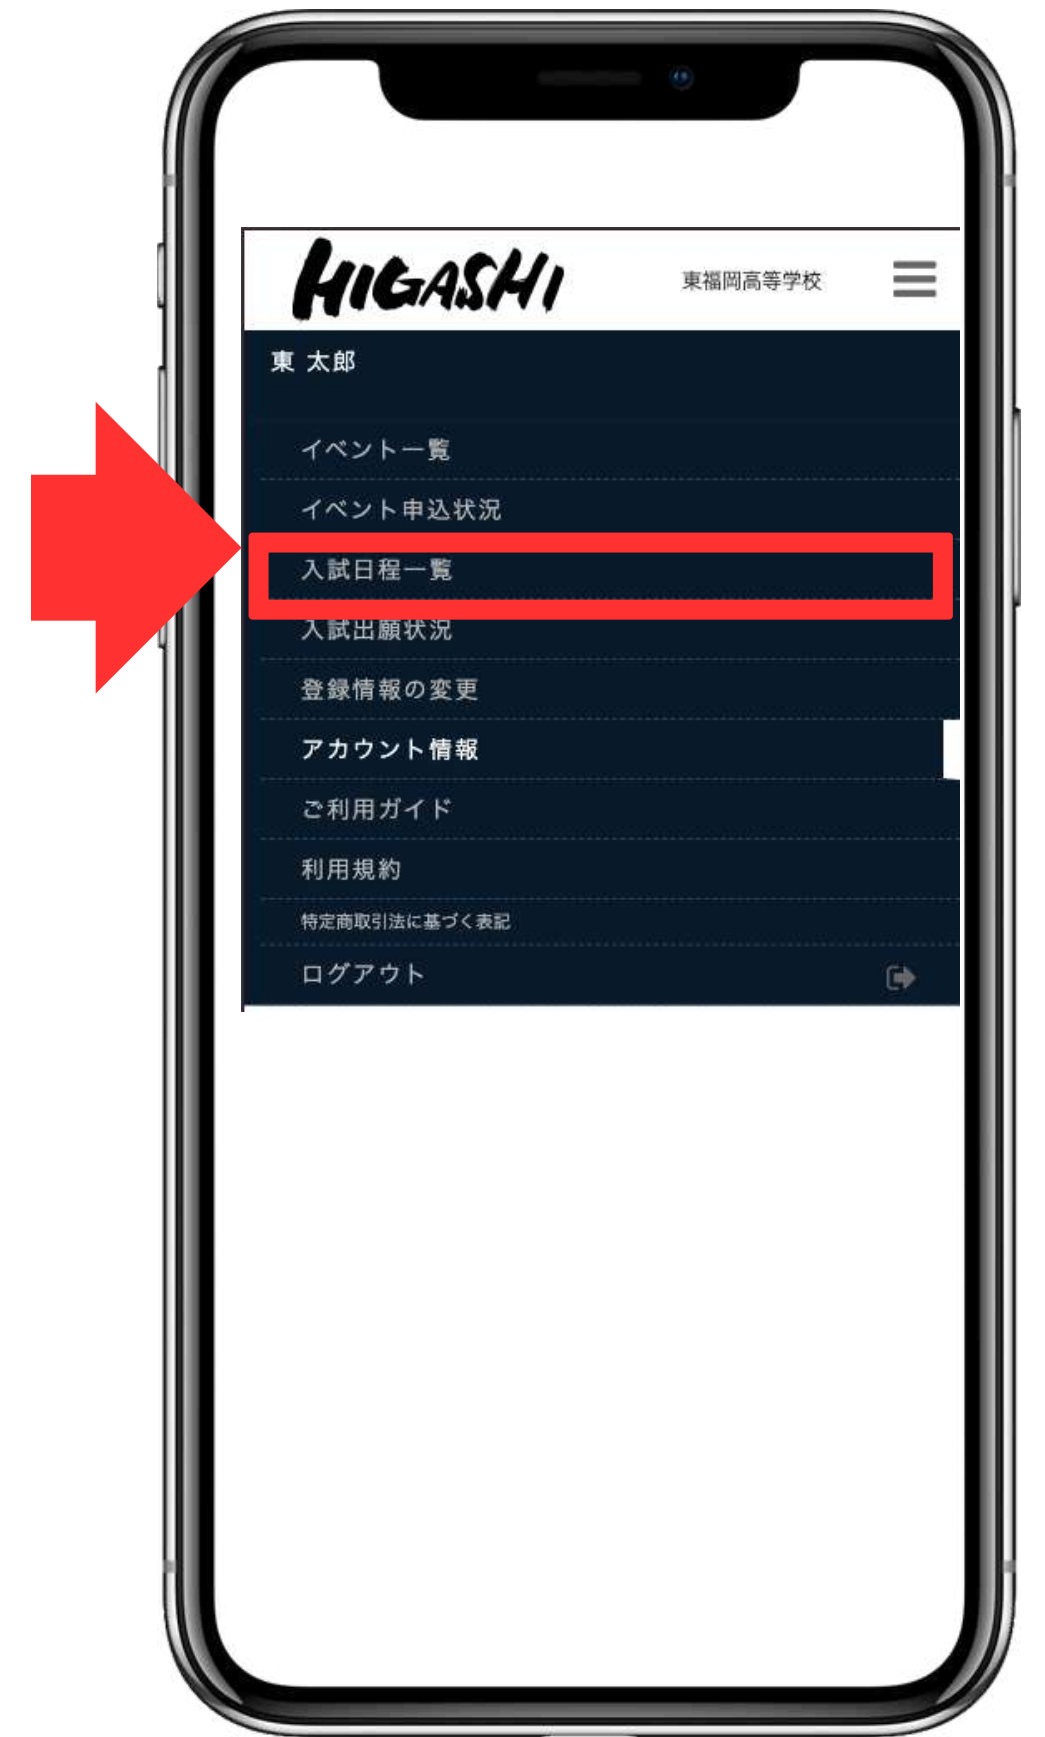 HIGASHI
東福岡高等学校
東 太郎
イベント一覧
イベント申込状況
入試日程一覧
入試出願状況
登録情報の変更
アカウント情報
ご利用ガイド
利用規約
特定商取引法に基づく表記
ログアウト